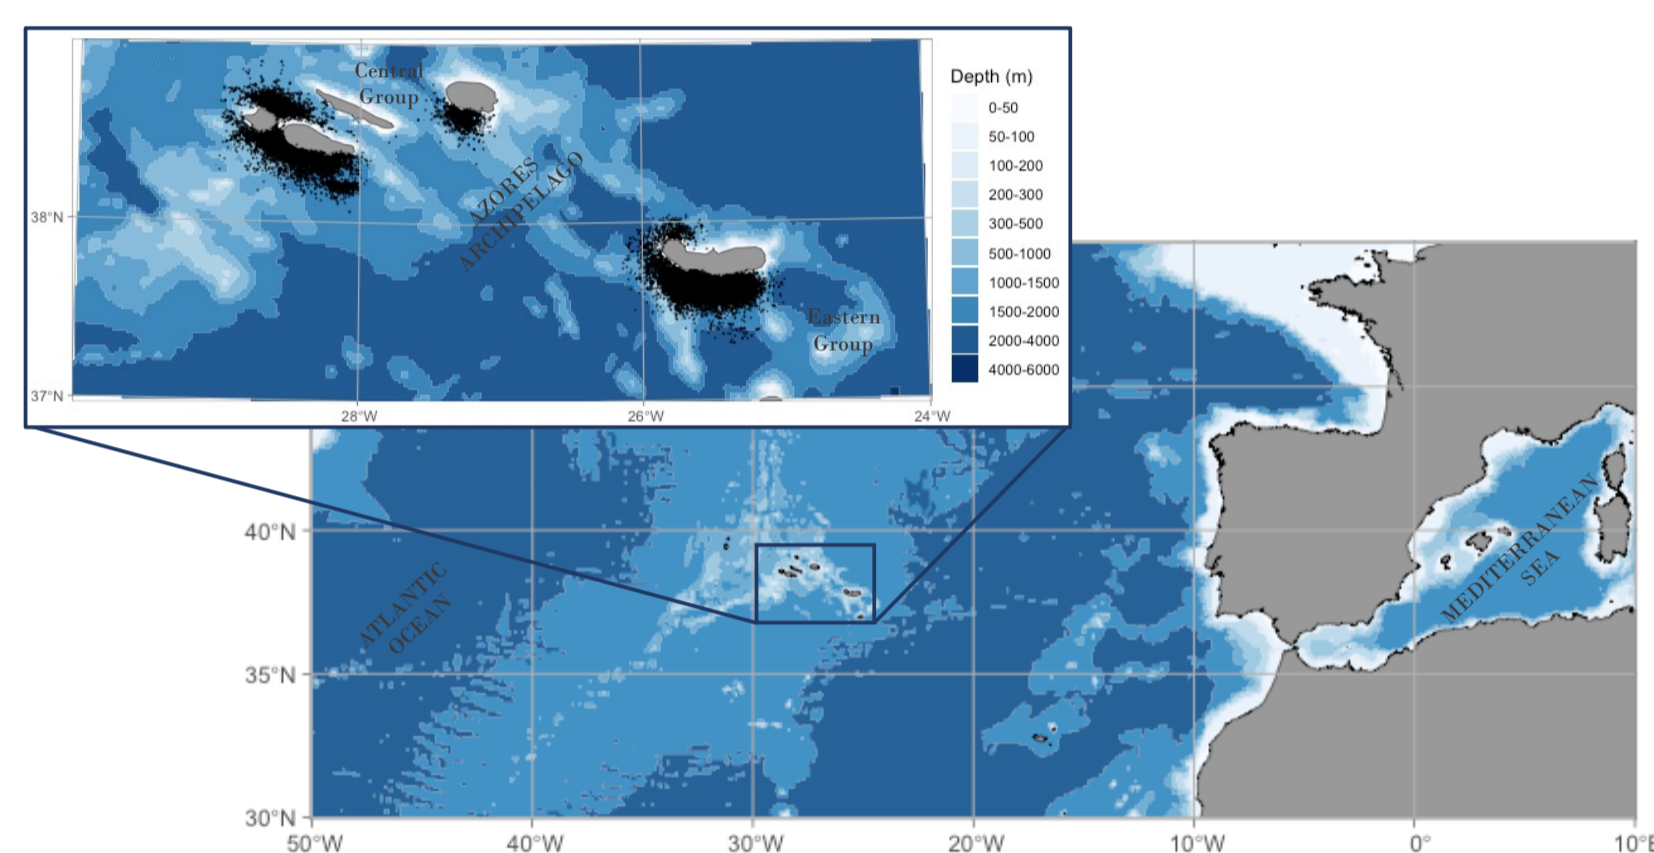 Central
Group
AZORES
ARCHIPELAGO
Eastern
Group
38°N
37°N
28°W
26°W
24°W
Depth (m)
0-50
50-100
100-200
200-300
300-500
500-1000
1000-1500
1500-2000
2000-4000
4000-6000
ATLANTIC
OCEAN
MEDITERRANEAN
SEA
40°N
35°N
30°N
50°W
40°W
30°W
20°W
10°W
0°
10°E